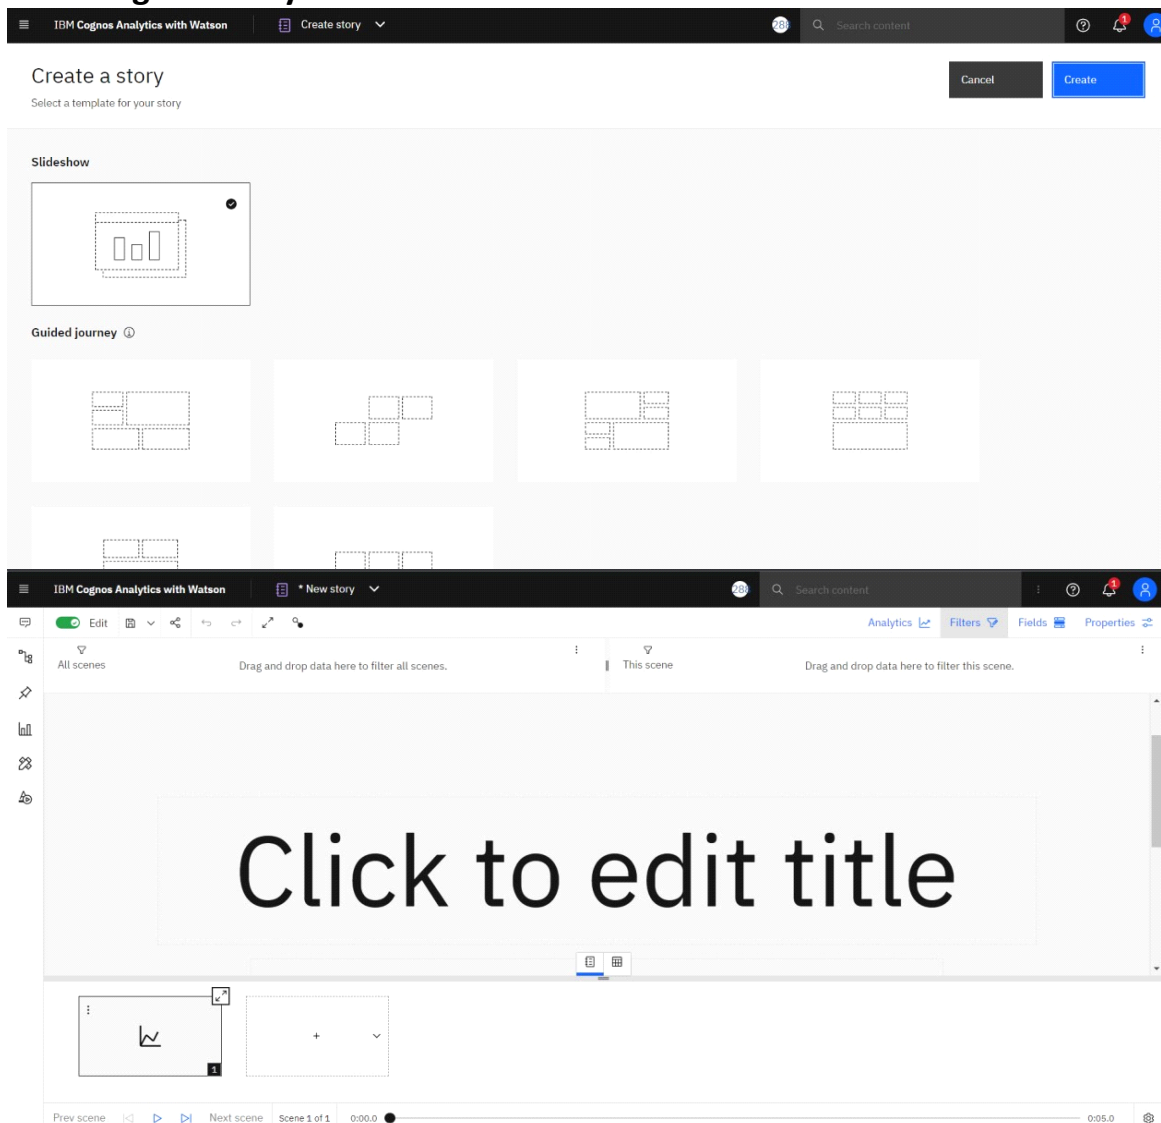 IBM Cognos Analytics with Watson
Create story
Search content
1
Create a story
Cancel
Create
Select a template for your story
Slideshow
Guided journey
IBM Cognos Analytics with Watson
* New story
Search content
1
Edit
Analytics
Filters
Fields
Properties
All scenes
Drag and drop data here to filter all scenes.
This scene
Drag and drop data here to filter this scene.
Click to edit title
1
Prev scene
Next scene
Scene 1 of 1
0:00.0
0:05.0